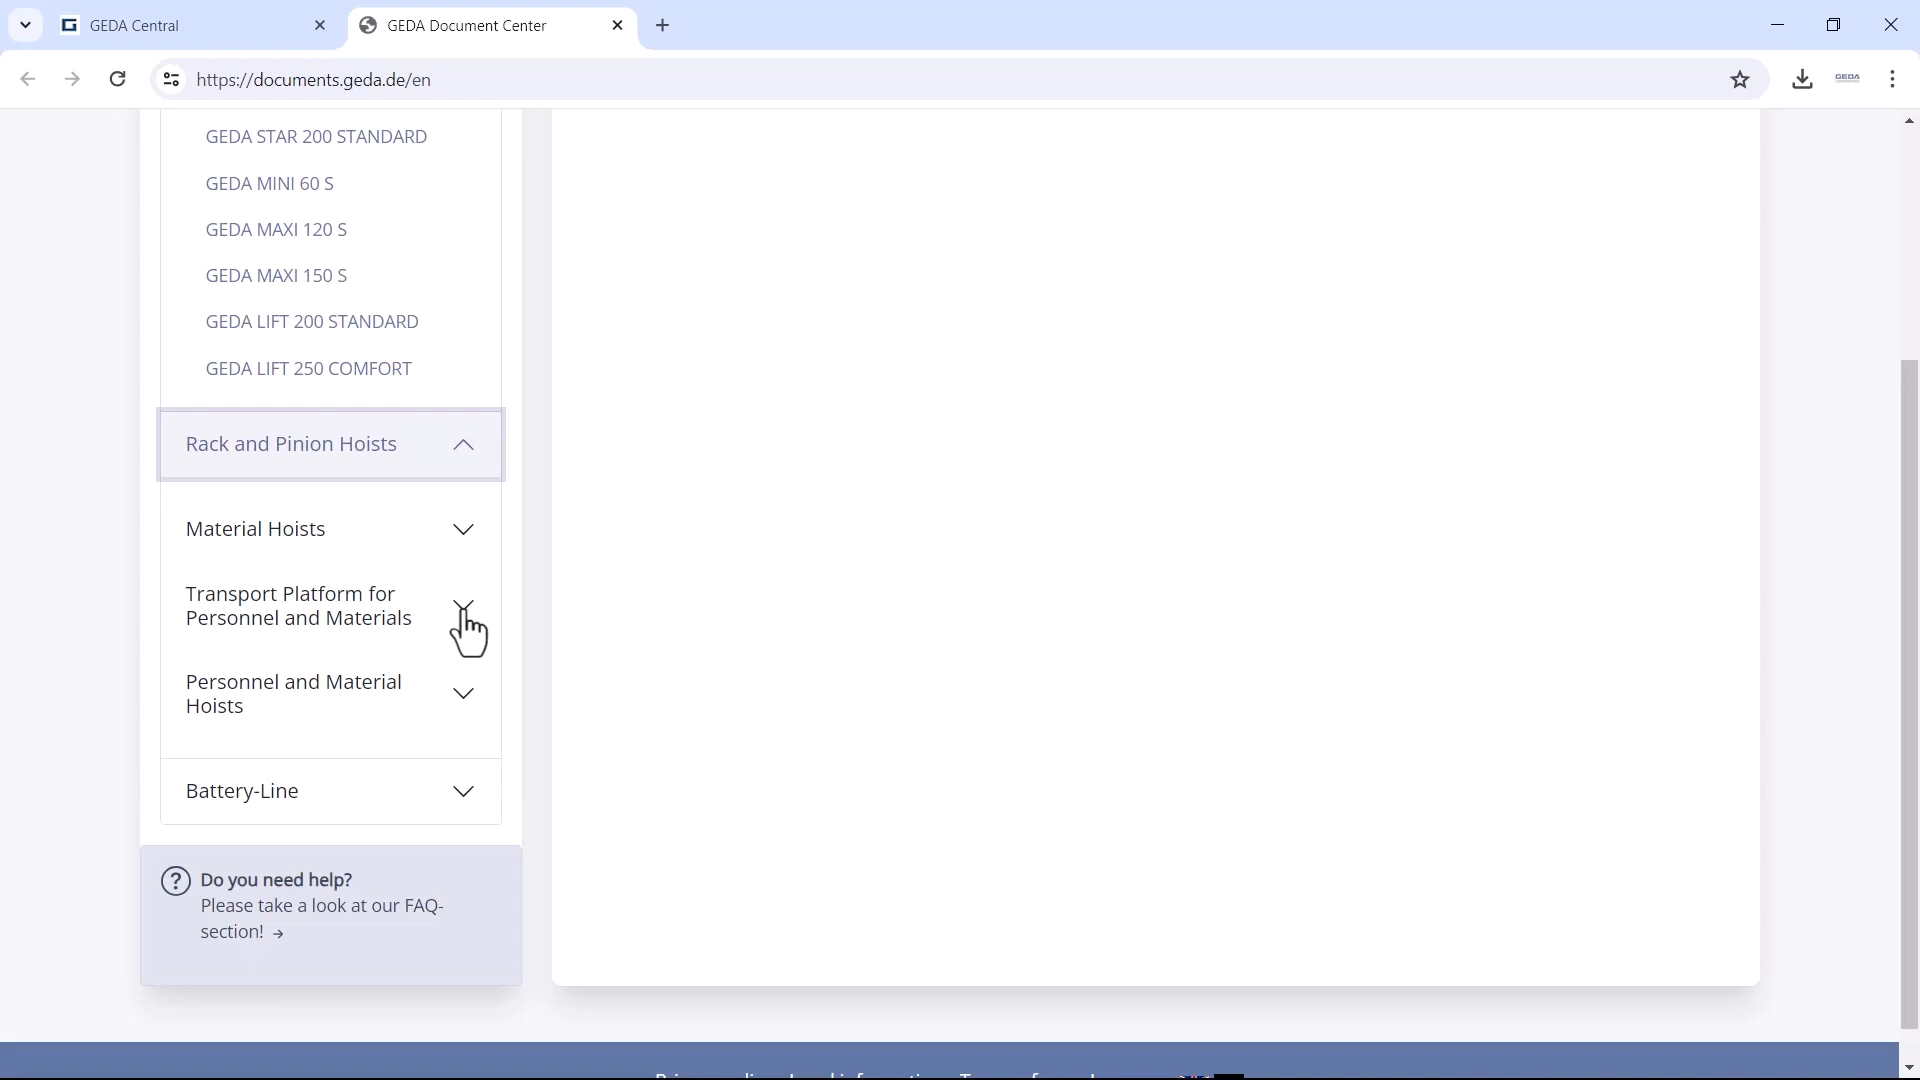 GEDA Central
GEDA Document Center
https://documents.geda.de/en
GEDA
GEDA STAR 200 STANDARD
GEDA MINI 60 S
GEDA MAXI 120 S
GEDA MAXI 150 S
GEDA LIFT 200 STANDARD
GEDA LIFT 250 COMFORT
Rack and Pinion Hoists
Material Hoists
Transport Platform for
Personnel and Materials
Personnel and Material
Hoists
Battery-Line
Do you need help?
Please take a look at our FAQ-
section! →